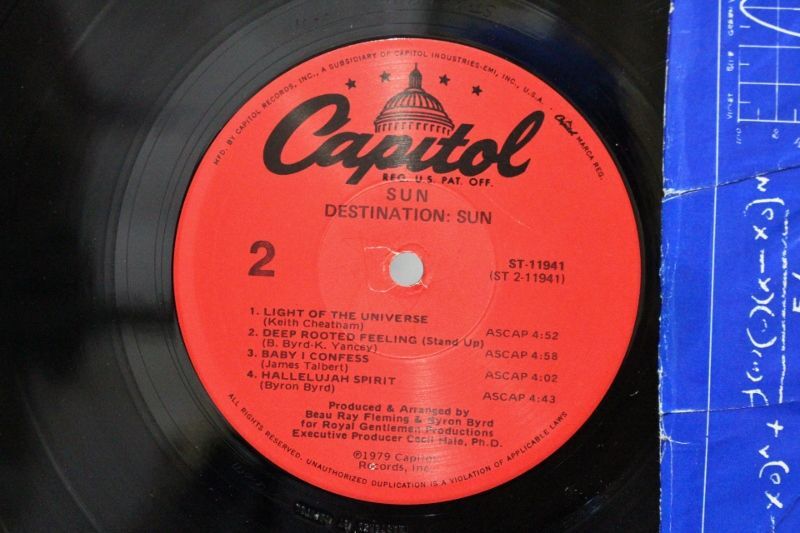 MFD. BY CAPITOL RECORDS, INC., A SUBSIDIARY OF CAPITOL INDUSTRIES-EMI, INC., U.S.A.
Capitol MARCA REG.
Capitol
REG. U.S. PAT. OFF.
SUN
DESTINATION: SUN
2
ST-11941
(ST 2-11941)
1. LIGHT OF THE UNIVERSE
(Keith Cheatham) ASCAP 4:52
2. DEEP ROOTED FEELING (Stand Up)
(B. Byrd-K. Yancey) ASCAP 4:58
3. BABY I CONFESS
(James Talbert) ASCAP 4:02
4. HALLELUJAH SPIRIT
(Byron Byrd) ASCAP 4:43
Produced & Arranged by
Beau Ray Fleming & Byron Byrd
for Royal Gentlemen Productions
Executive Producer Cecil Hale, Ph.D.
©1979 Capitol
Records, Inc.
ALL RIGHTS RESERVED. UNAUTHORIZED DUPLICATION IS A VIOLATION OF APPLICABLE LAWS